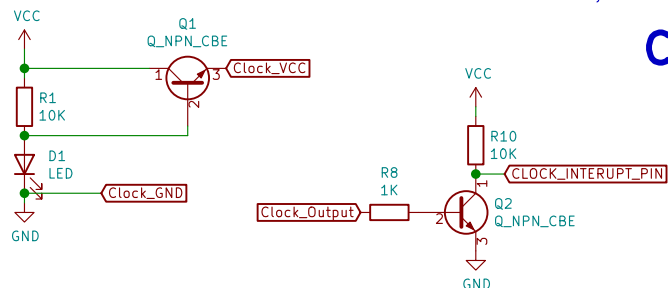 VCC
Q1
Q_NPN_CBE
1
3
Clock_VCC
2
R1
10K
D1
LED
Clock_GND
GND
C
VCC
R10
10K
CLOCK_INTERUPT_PIN
1
R8
1K
Clock_Output
2
Q2
Q_NPN_CBE
3
GND